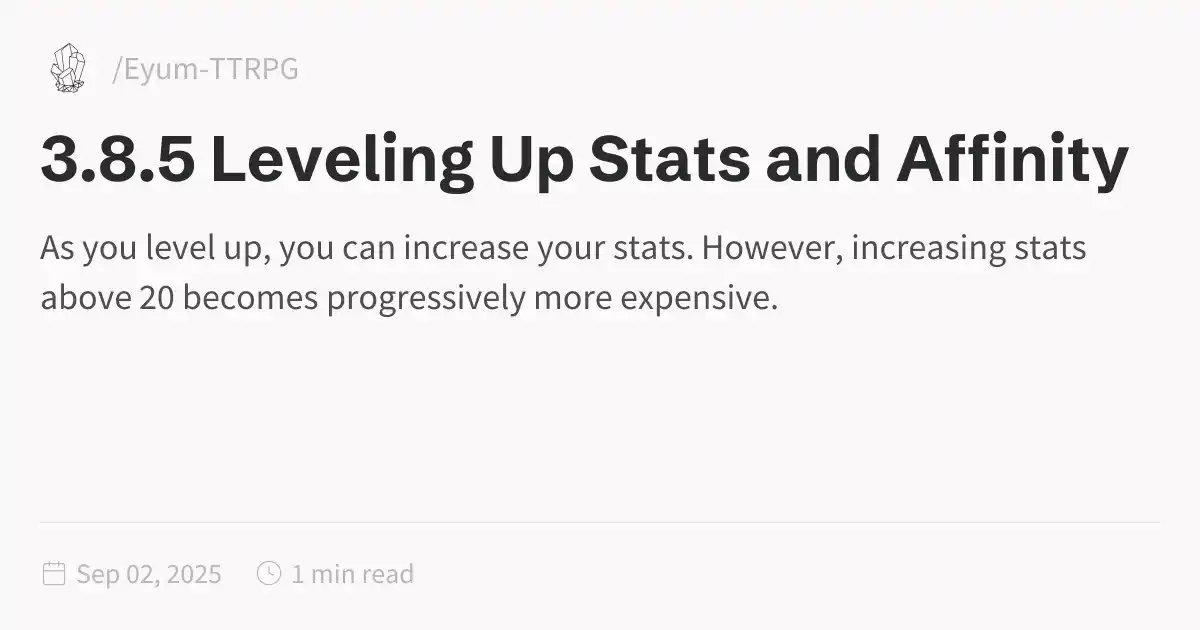 /Eyum-TTRPG
3.8.5 Leveling Up Stats and Affinity
As you level up, you can increase your stats. However, increasing stats
above 20 becomes progressively more expensive.
Sep 02, 2025 1 min read